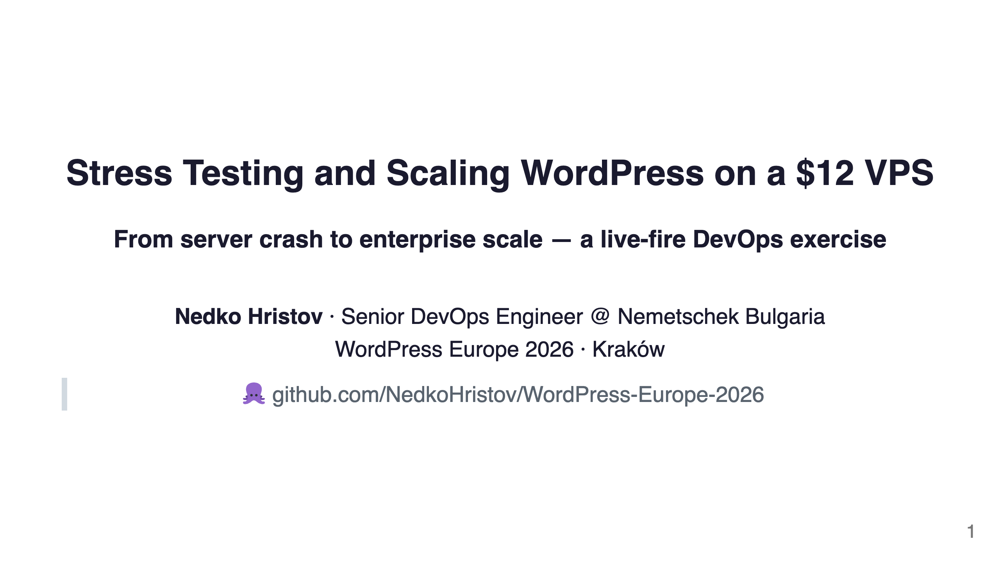 Stress Testing and Scaling WordPress on a $12 VPS
From server crash to enterprise scale — a live-fire DevOps exercise
Nedko Hristov · Senior DevOps Engineer @ Nemetschek Bulgaria
WordPress Europe 2026 · Kraków
🐙 github.com/NedkoHristov/WordPress-Europe-2026
1